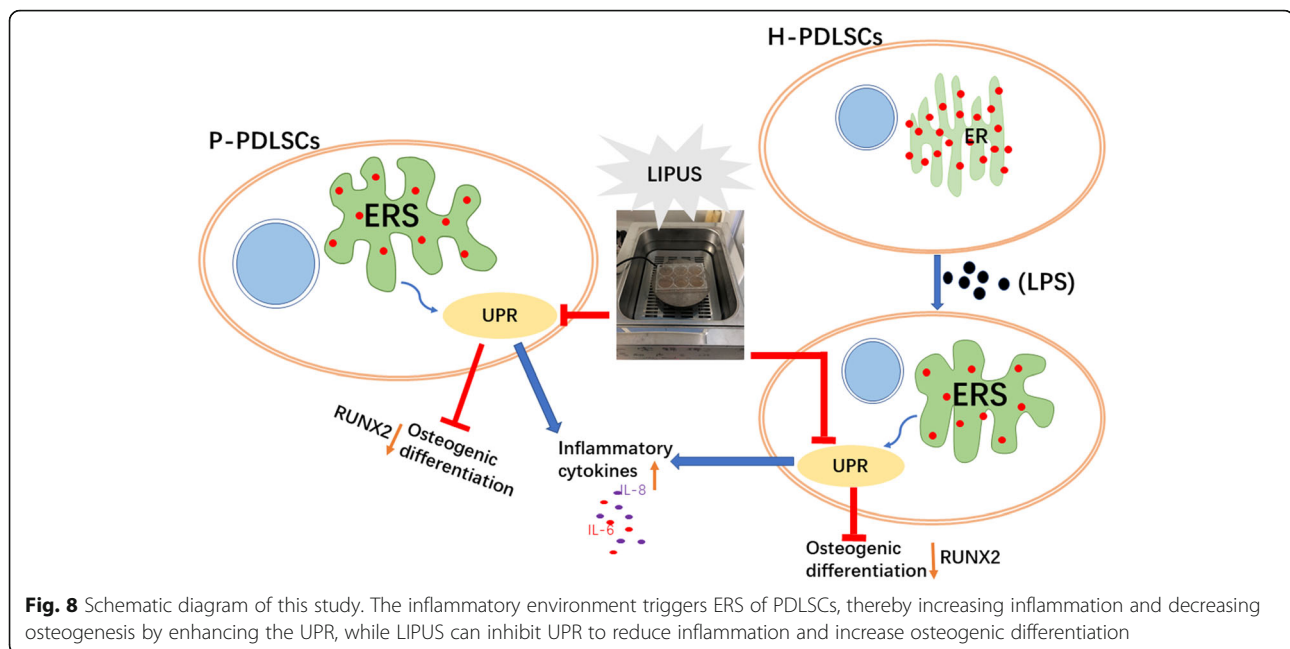 H-PDLSCs
ER
P-PDLSCs
ERS
LIPUS
UPR
(LPS)
ERS
UPR
RUNX2
Osteogenic
differentiation
Inflammatory
cytokines
IL-8
IL-6
Osteogenic
differentiation
RUNX2
Fig. 8 Schematic diagram of this study. The inflammatory environment triggers ERS of PDLSCs, thereby increasing inflammation and decreasing
osteogenesis by enhancing the UPR, while LIPUS can inhibit UPR to reduce inflammation and increase osteogenic differentiation